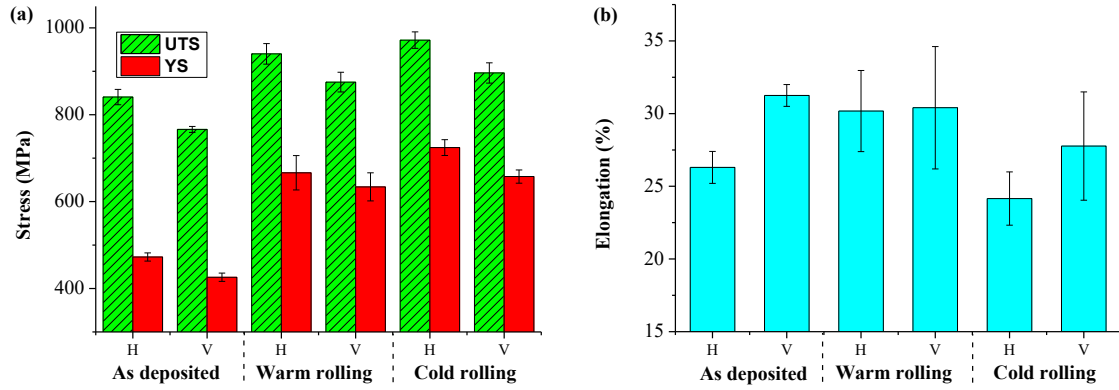 (a)
1000
800
600
400
Stress (MPa)
UTS
YS
H V H V H V
As deposited Warm rolling Cold rolling
(b)
35
30
25
20
15
Elongation (%)
H V H V H V
As deposited Warm rolling Cold rolling